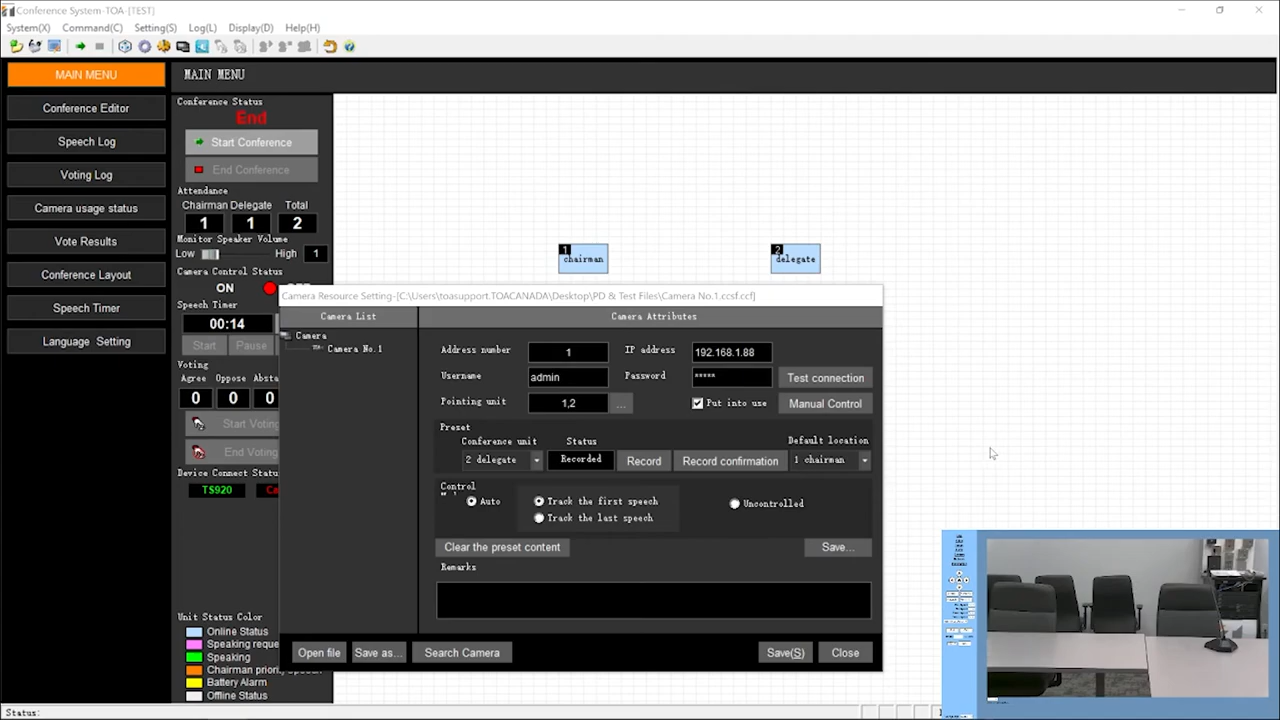 Conference System-TOA-[TEST]
System(X) Command(C) Setting(S) Log(L) Display(D) Help(H)
MAIN MENU
MAIN MENU
Conference Editor
Speech Log
Voting Log
Camera usage status
Vote Results
Conference Layout
Speech Timer
Language Setting
Conference Status
End
Start Conference
End Conference
Attendance
Chairman Delegate Total
1 1 2
Monitor Speaker Volume
Low High 1
Camera Control Status
ON
Speech Timer
00:14
Start Pause
Voting
Agree Oppose Absta
0 0 0
Start Voting
End Voting
Device Connect Status
TS920 Ca
Unit Status Color
Online Status
Speaking reque
Speaking
Chairman priori
Battery Alarm
Offline Status
1
chairman
2
delegate
Camera Resource Setting-[C:\Users\toasupport.TOACANADA\Desktop\PD & Test Files\Camera No.1.ccsf.ccf]
Camera List
Camera
Camera No.1
Camera Attributes
Address number 1 IP address 192.168.1.88
Username admin Password ***** Test connection
Pointing unit 1,2 ... Put into use Manual Control
Preset
Conference unit Status Default location
2 delegate Recorded Record Record confirmation 1 chairman
Control
Auto Track the first speech Uncontrolled
Track the last speech
Clear the preset content Save...
Remarks
Open file Save as... Search Camera Save(S) Close
Status: